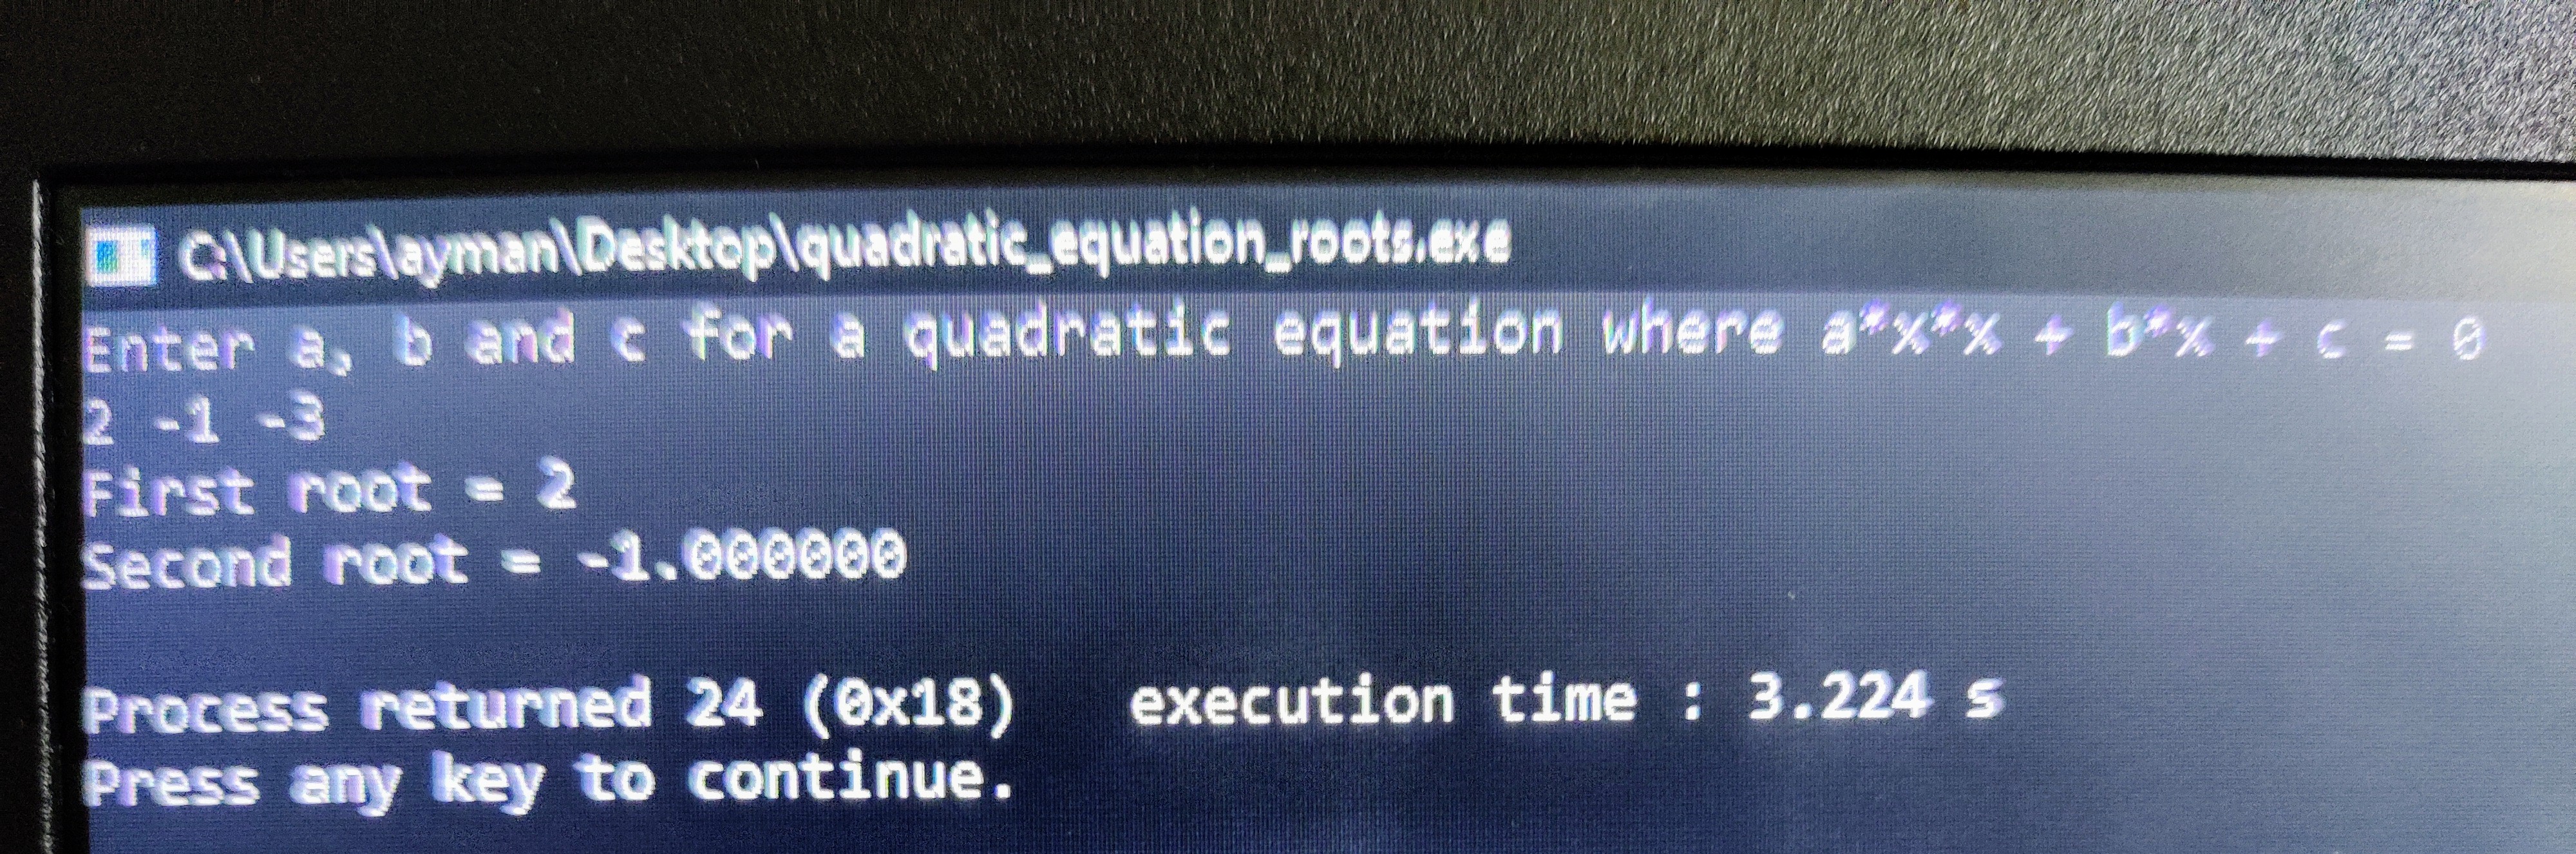 C:\Users\ayman\Desktop\quadratic_equation_roots.exe
Enter a, b and c for a quadratic equation where a*x*x + b*x + c = 0
2 -1 -3
First root = 2
Second root = -1.000000
Process returned 24 (0x18)   execution time : 3.224 s
Press any key to continue.